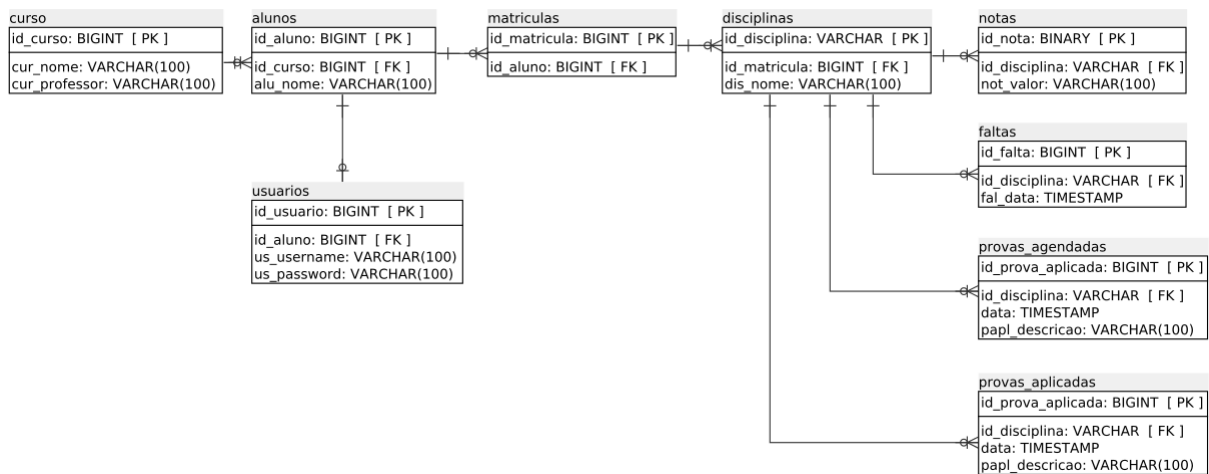 curso
id_curso: BIGINT [ PK ]
cur_nome: VARCHAR(100)
cur_professor: VARCHAR(100)
alunos
id_aluno: BIGINT [ PK ]
id_curso: BIGINT [ FK ]
alu_nome: VARCHAR(100)
matriculas
id_matricula: BIGINT [ PK ]
id_aluno: BIGINT [ FK ]
disciplinas
id_disciplina: VARCHAR [ PK ]
id_matricula: BIGINT [ FK ]
dis_nome: VARCHAR(100)
notas
id_nota: BINARY [ PK ]
id_disciplina: VARCHAR [ FK ]
not_valor: VARCHAR(100)
faltas
id_falta: BIGINT [ PK ]
id_disciplina: VARCHAR [ FK ]
fal_data: TIMESTAMP
usuarios
id_usuario: BIGINT [ PK ]
id_aluno: BIGINT [ FK ]
us_username: VARCHAR(100)
us_password: VARCHAR(100)
provas_agendadas
id_prova_aplicada: BIGINT [ PK ]
id_disciplina: VARCHAR [ FK ]
data: TIMESTAMP
papl_descricao: VARCHAR(100)
provas_aplicadas
id_prova_aplicada: BIGINT [ PK ]
id_disciplina: VARCHAR [ FK ]
data: TIMESTAMP
papl_descricao: VARCHAR(100)